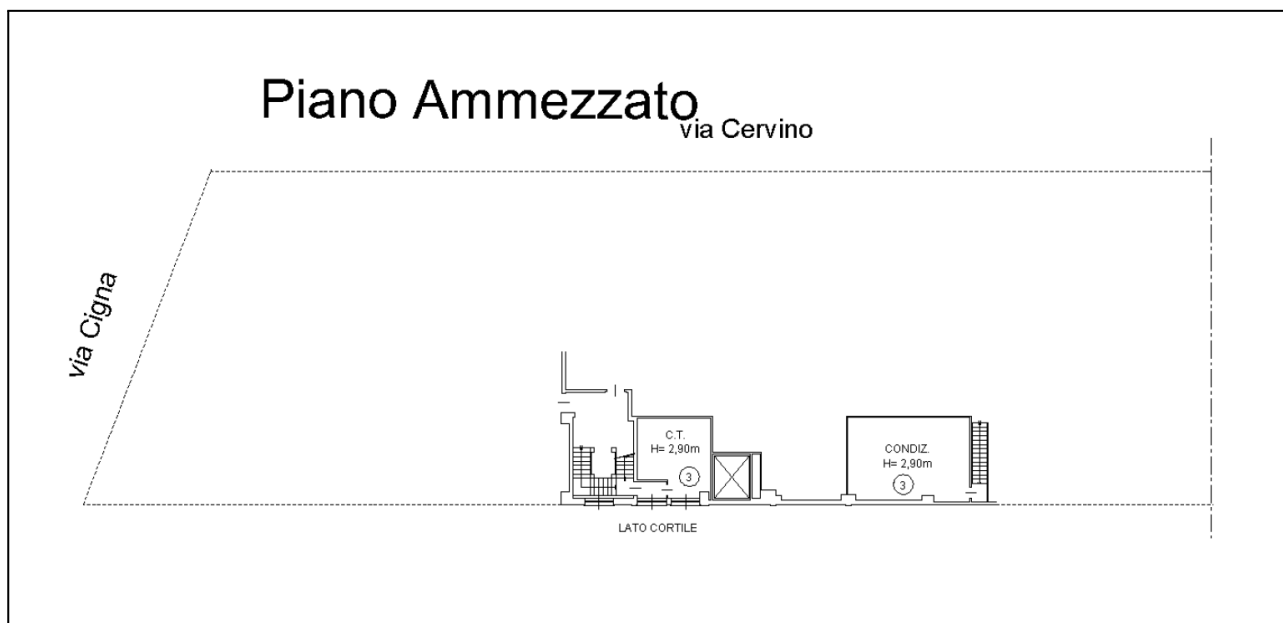 Piano Ammezzato
via Cervino
via Cigna
C.T.
H= 2,90m
3
CONDIZ.
H= 2,90m
3
LATO CORTILE